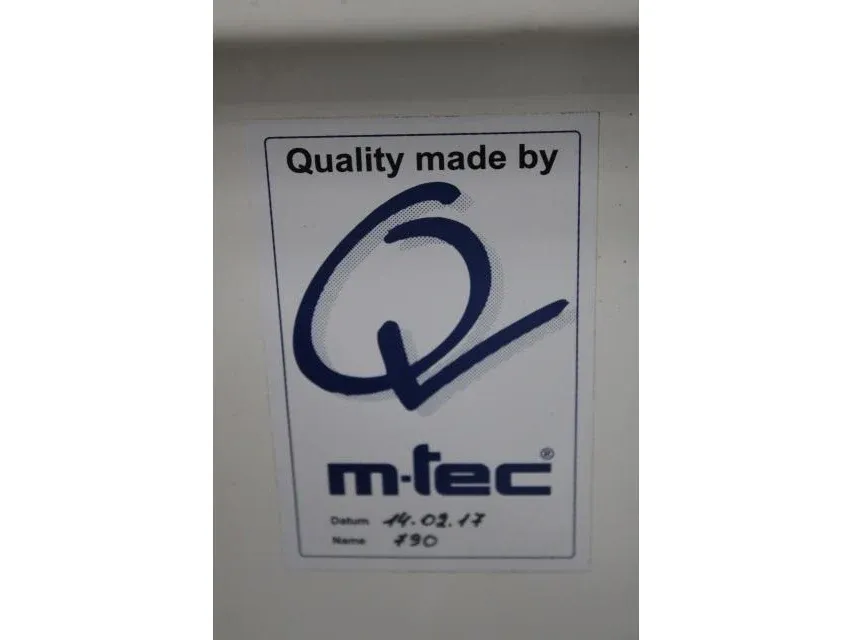 Quality made by
m-tec®
Datum 14.02.17
Name 790